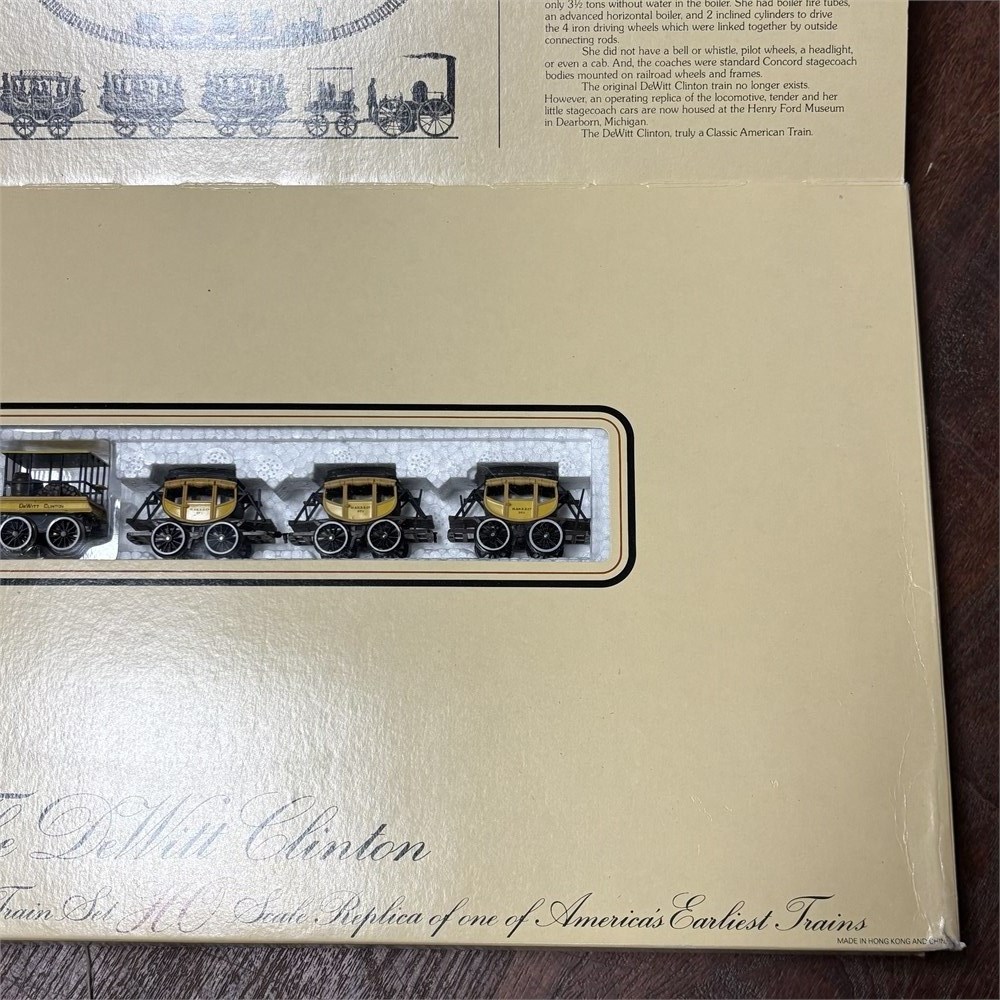 only 3½ tons without water in the boiler. She had boiler fire tubes,
an advanced horizontal boiler, and 2 inclined cylinders to drive
the 4 iron driving wheels which were linked together by outside
connecting rods.
She did not have a bell or whistle, pilot wheels, a headlight,
or even a cab. And, the coaches were standard Concord stagecoach
bodies mounted on railroad wheels and frames.
The original DeWitt Clinton train no longer exists.
However, an operating replica of the locomotive, tender and her
little stagecoach cars are now housed at the Henry Ford Museum
in Dearborn, Michigan.
The DeWitt Clinton, truly a Classic American Train.
DeWitt Clinton
DeWitt Clinton
Train Set HO Scale Replica of one of America's Earliest Trains
MADE IN HONG KONG AND